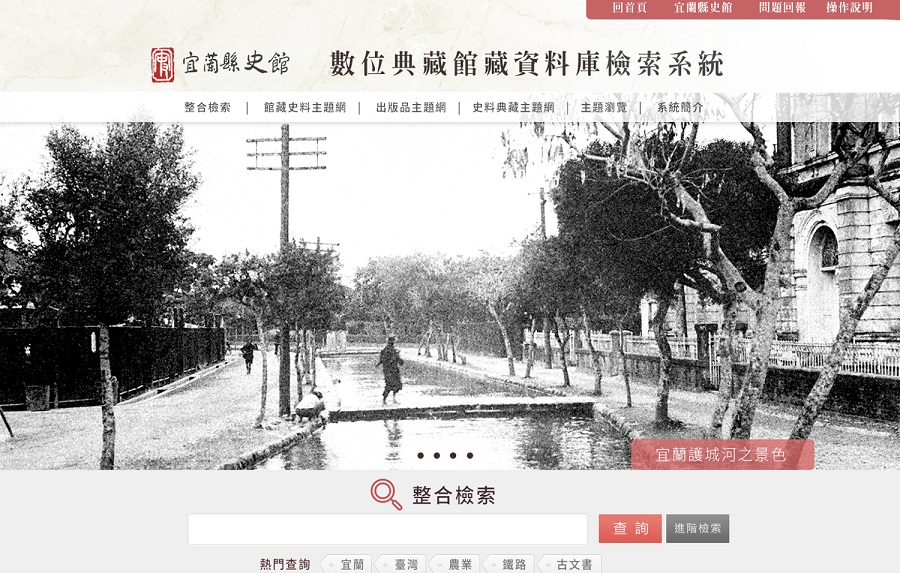 回首頁 宜蘭縣史館 問題回報 操作說明
宜蘭縣史館 數位典藏館藏資料庫檢索系統
整合檢索 | 館藏史料主題網 | 出版品主題網 | 史料典藏主題網 | 主題瀏覽 | 系統簡介
宜蘭護城河之景色
整合檢索
查 詢 進階檢索
熱門查詢 宜蘭 臺灣 農業 鐵路 古文書